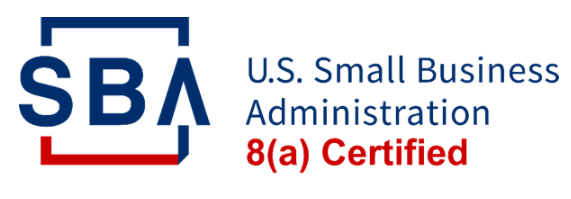 SBA
U.S. Small Business
Administration
8(a) Certified